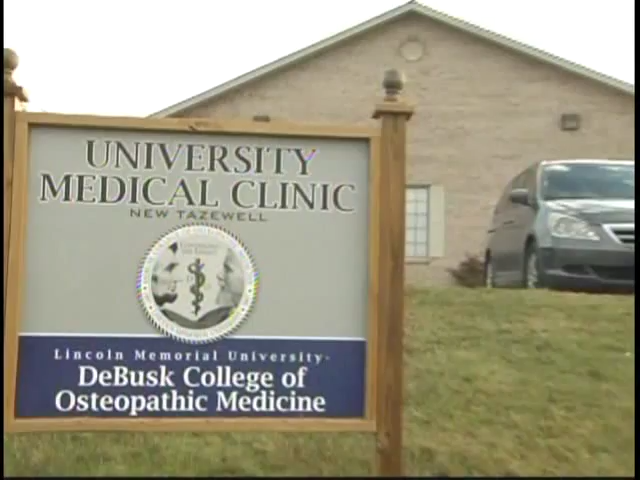 UNIVERSITY
MEDICAL CLINIC
NEW TAZEWELL
Lincoln Memorial University-
DeBusk College of
Osteopathic Medicine